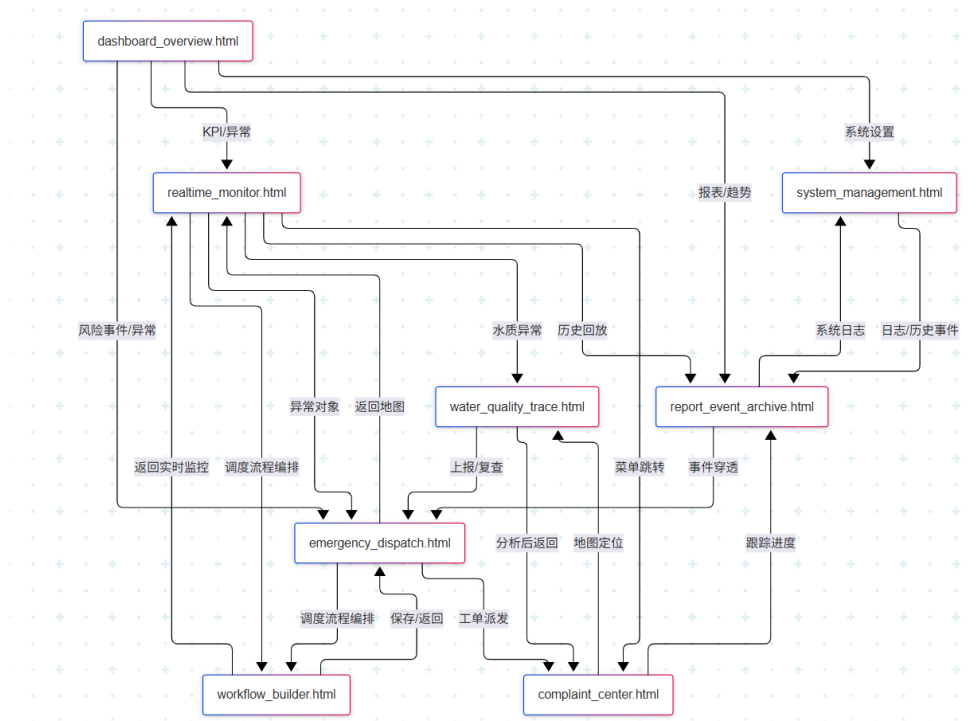 dashboard_overview.html
KPI/异常
系统设置
realtime_monitor.html
报表/趋势
system_management.html
风险事件/异常
水质异常
历史回放
系统日志
日志/历史事件
异常对象
返回地图
water_quality_trace.html
report_event_archive.html
返回实时监控
调度流程编排
上报/复查
菜单跳转
事件穿透
emergency_dispatch.html
分析后返回
地图定位
跟踪进度
调度流程编排
保存/返回
工单派发
workflow_builder.html
complaint_center.html